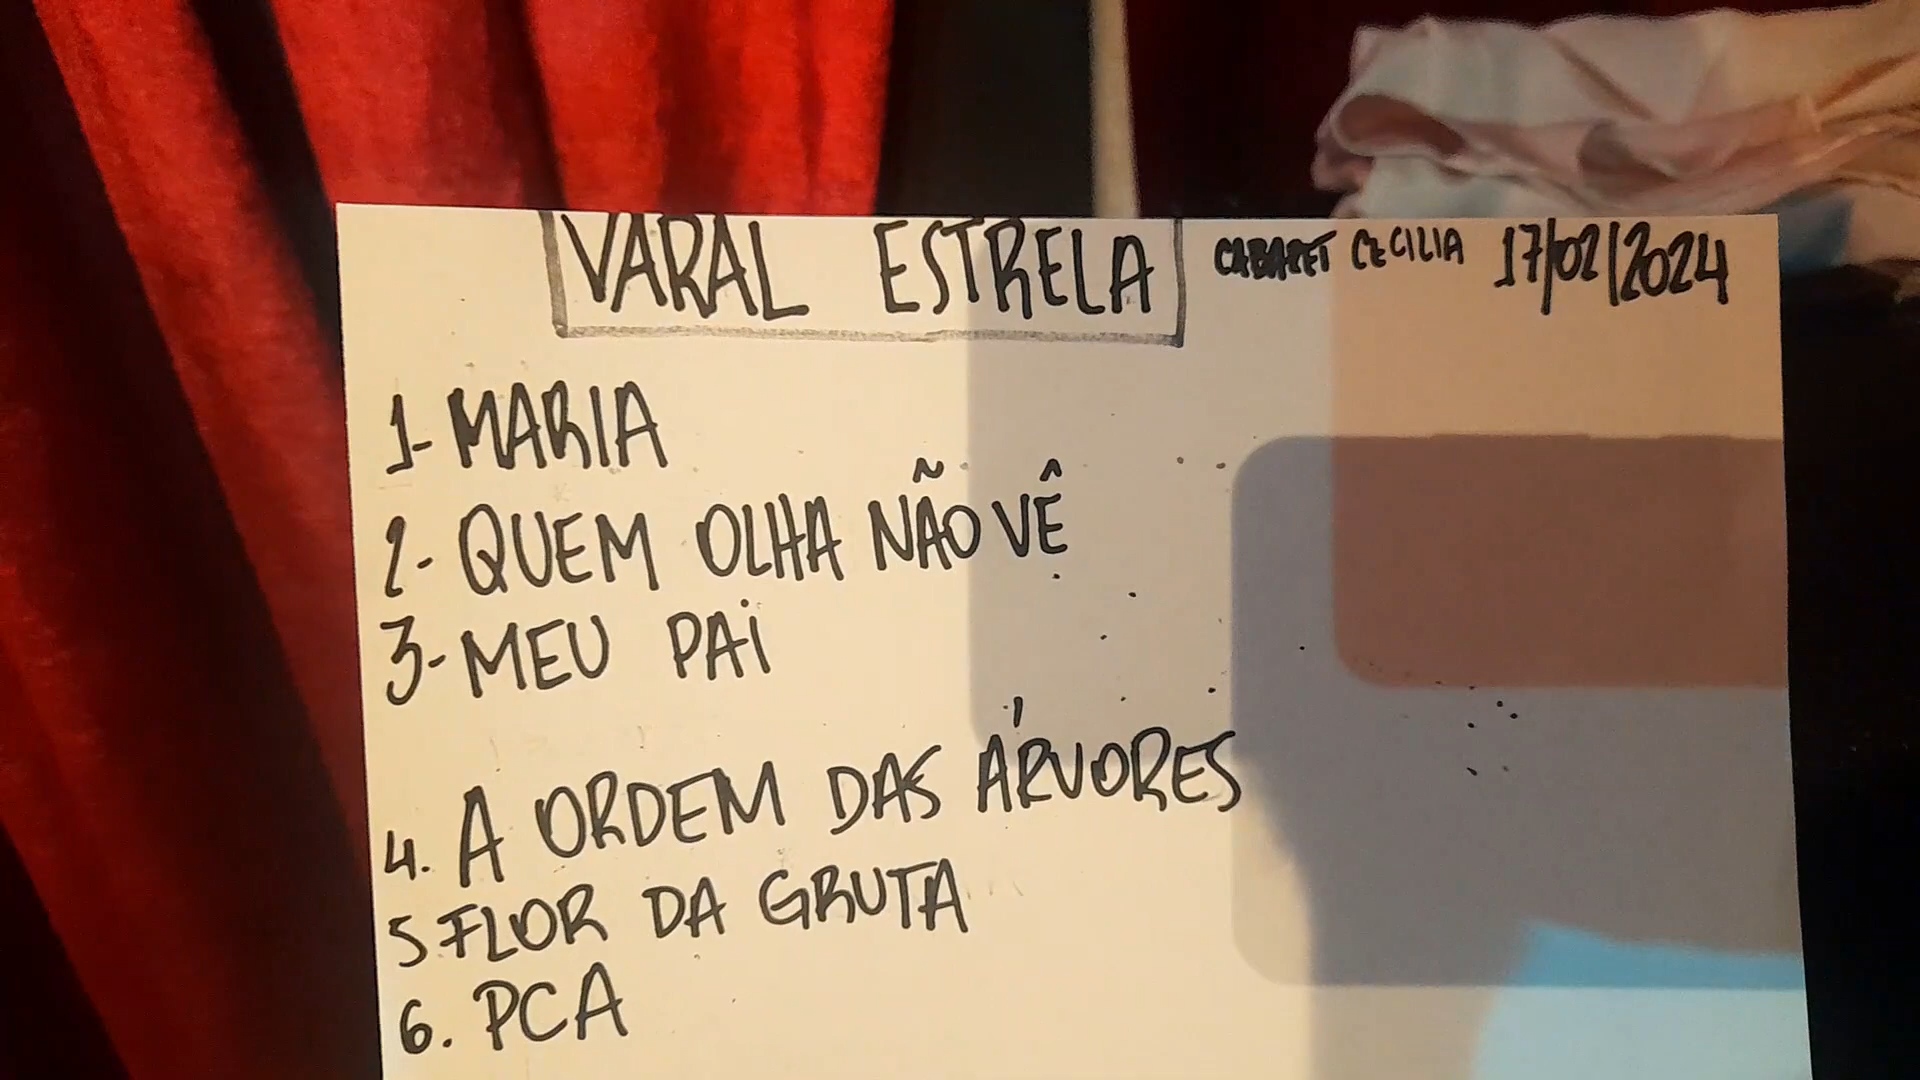 VARAL ESTRELA CABARET CECILIA 17/02/2024
1- MARIA
2- QUEM OLHA NÃO VÊ
3- MEU PAi
4. A ORDEM DAS ÁRVORES
5. FLOR DA GRUTA
6. PCA